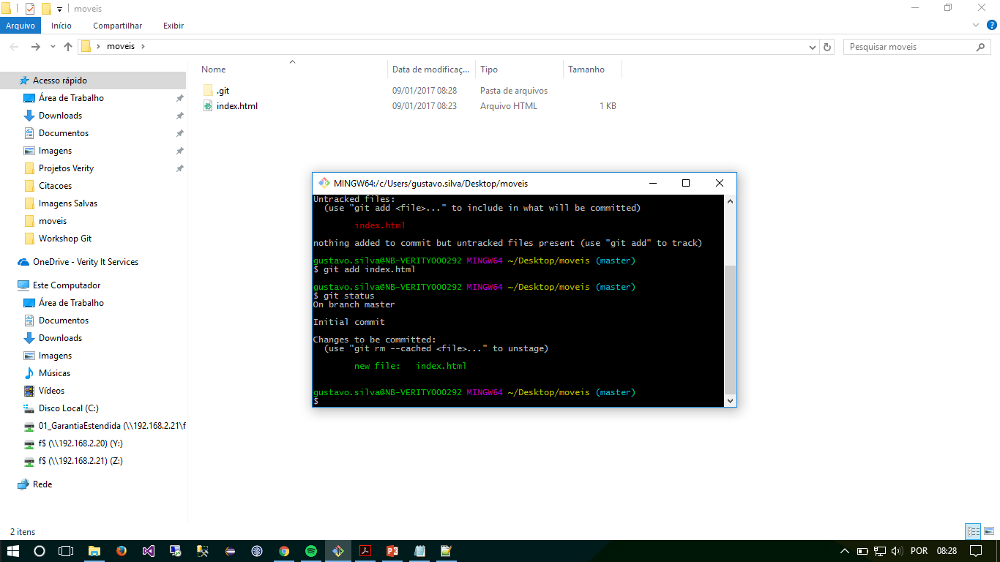 moveis
Arquivo Início Compartilhar Exibir
moveis
Pesquisar moveis
Nome Data de modificaç... Tipo Tamanho
.git 09/01/2017 08:28 Pasta de arquivos
index.html 09/01/2017 08:23 Arquivo HTML 1 KB
Acesso rápido
Área de Trabalho
Downloads
Documentos
Imagens
Projetos Verity
Citacoes
Imagens Salvas
moveis
Workshop Git
OneDrive - Verity It Services
Este Computador
Área de Trabalho
Documentos
Downloads
Imagens
Músicas
Vídeos
Disco Local (C:)
01_GarantiaEstendida (\\192.168.2.21\f
f$ (\\192.168.2.20) (Y:)
f$ (\\192.168.2.21) (Z:)
Rede
2 itens
MINGW64:/c/Users/gustavo.silva/Desktop/moveis
Untracked files:
(use "git add <file>..." to include in what will be committed)
index.html
nothing added to commit but untracked files present (use "git add" to track)
gustavo.silva@NB-VERITY000292 MINGW64 ~/Desktop/moveis (master)
$ git add index.html
gustavo.silva@NB-VERITY000292 MINGW64 ~/Desktop/moveis (master)
$ git status
On branch master
Initial commit
Changes to be committed:
(use "git rm --cached <file>..." to unstage)
new file: index.html
gustavo.silva@NB-VERITY000292 MINGW64 ~/Desktop/moveis (master)
$
POR 08:28